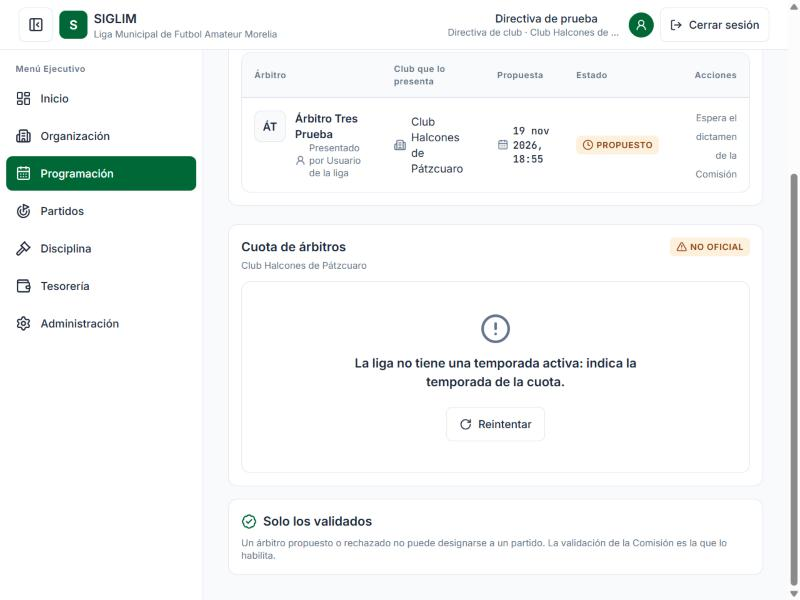 S
SIGLIM
Liga Municipal de Futbol Amateur Morelia
Directiva de prueba
Directiva de club · Club Halcones de ...
Cerrar sesión
Menú Ejecutivo
Inicio
Organización
Programación
Partidos
Disciplina
Tesorería
Administración
Árbitro
Club que lo
presenta
Propuesta
Estado
Acciones
ÁT
Árbitro Tres
Prueba
Presentado
por Usuario
de la liga
Club
Halcones
de
Pátzcuaro
19 nov
2026,
18:55
PROPUESTO
Espera el
dictamen
de la
Comisión
Cuota de árbitros
NO OFICIAL
Club Halcones de Pátzcuaro
La liga no tiene una temporada activa: indica la
temporada de la cuota.
Reintentar
Solo los validados
Un árbitro propuesto o rechazado no puede designarse a un partido. La validación de la Comisión es la que lo
habilita.